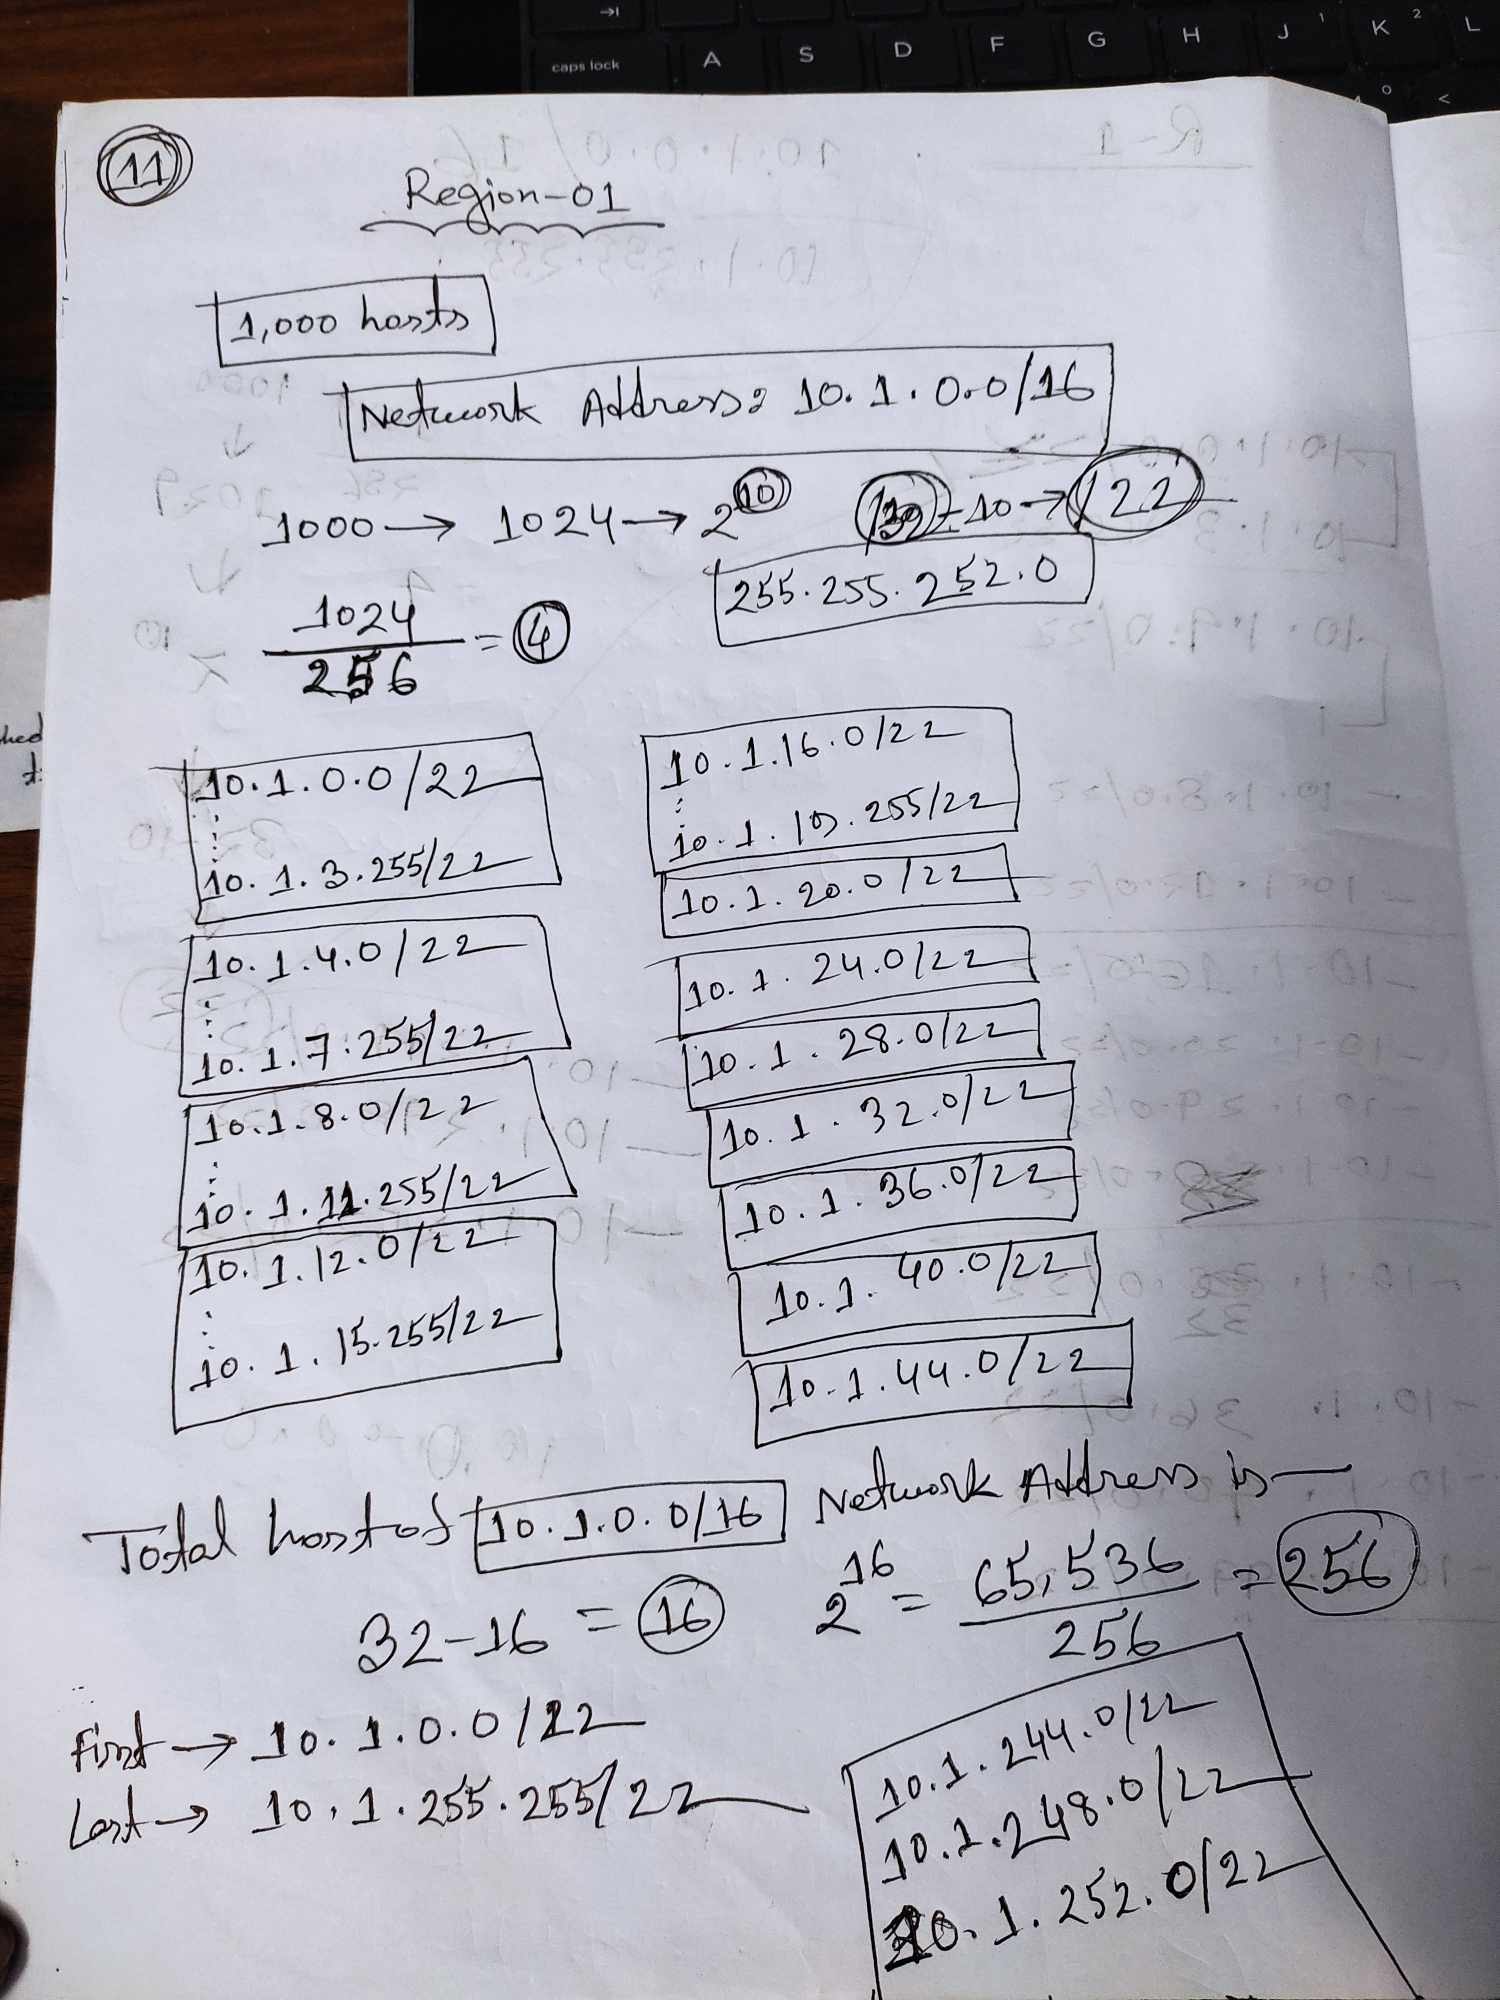 caps lock
A S D F G H J K L
1 2
11
Region-01
1,000 hosts
Network Address: 10.1.0.0/16
1000 → 1024 → 2^10 /32 - 10 → /22
255.255.252.0
1024
256
= 4
10.1.0.0/22
10.1.3.255/22
10.1.4.0/22
10.1.7.255/22
10.1.8.0/22
10.1.11.255/22
10.1.12.0/22
10.1.15.255/22
10.1.16.0/22
10.1.19.255/22
10.1.20.0/22
10.1.24.0/22
10.1.28.0/22
10.1.32.0/22
10.1.36.0/22
10.1.40.0/22
10.1.44.0/22
Total host of 10.1.0.0/16 Network Address is —
32-16 = 16
2^16 = 65,536 = 256
256
First → 10.1.0.0/22
Last → 10.1.255.255/22
10.1.244.0/22
10.1.248.0/22
10.1.252.0/22